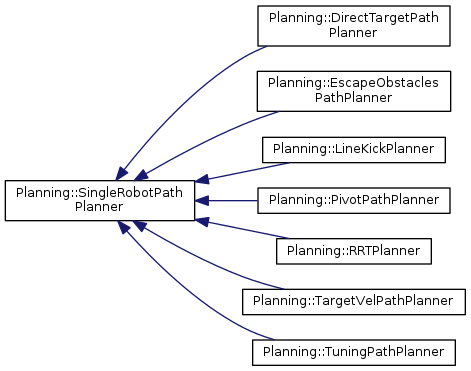 Planning::DirectTargetPath
Planner
Planning::EscapeObstacles
PathPlanner
Planning::LineKickPlanner
Planning::SingleRobotPath
Planner
Planning::PivotPathPlanner
Planning::RRTPlanner
Planning::TargetVelPathPlanner
Planning::TuningPathPlanner